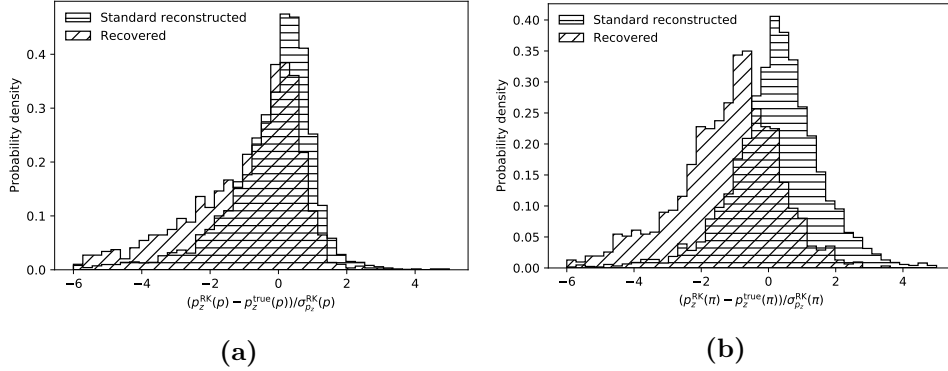 Standard reconstructed
Recovered
Probability density
0.4
0.3
0.2
0.1
0.0
−6 −4 −2 0 2 4
(p_z^RK(p) − p_z^true(p))/σ_{p_z}^RK(p)
(a)
Standard reconstructed
Recovered
Probability density
0.40
0.35
0.30
0.25
0.20
0.15
0.10
0.05
0.00
−6 −4 −2 0 2 4
(p_z^RK(π) − p_z^true(π))/σ_{p_z}^RK(π)
(b)